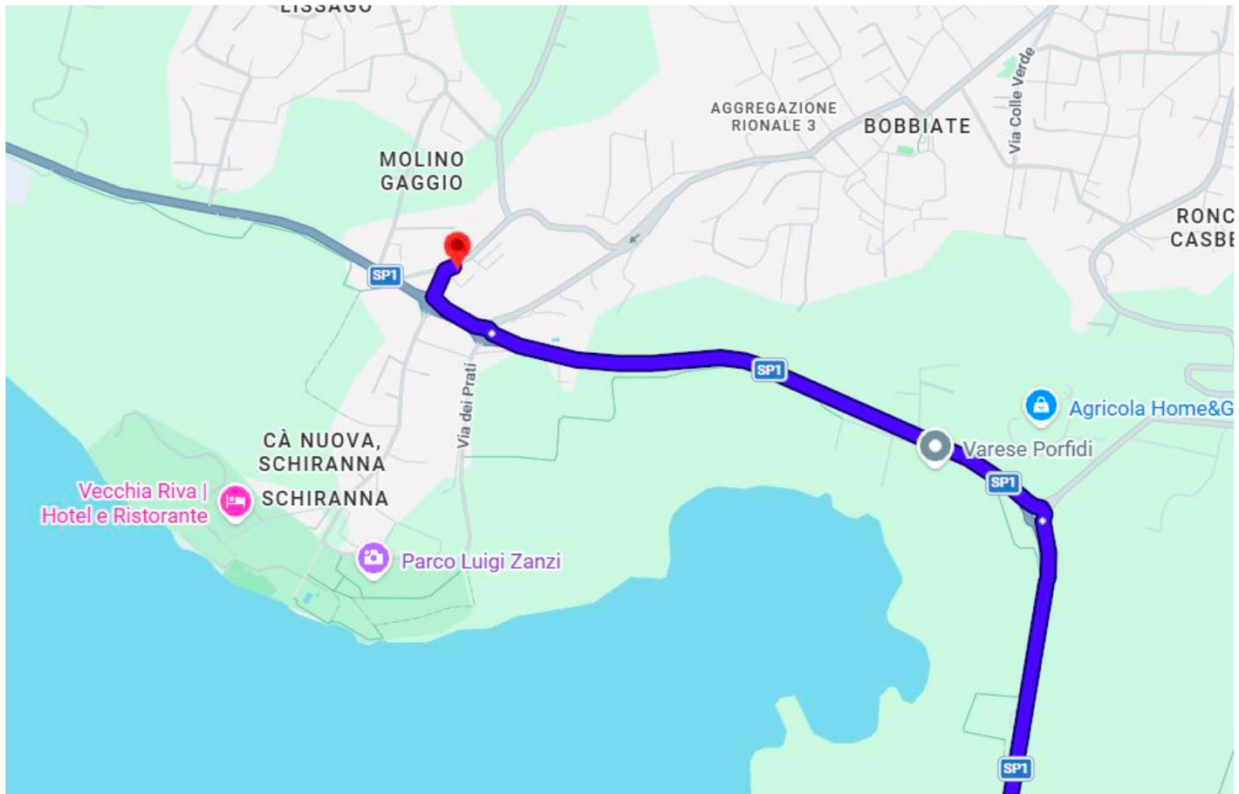 LISSAGO
AGGREGAZIONE
RIONALE 3
BOBBIATE
Via Colle Verde
MOLINO
GAGGIO
RONC
CASBE
SP1
SP1
Via dei Prati
Agricola Home&G
CÀ NUOVA,
SCHIRANNA
Varese Porfidi
SP1
Vecchia Riva |
Hotel e Ristorante
SCHIRANNA
Parco Luigi Zanzi
SP1